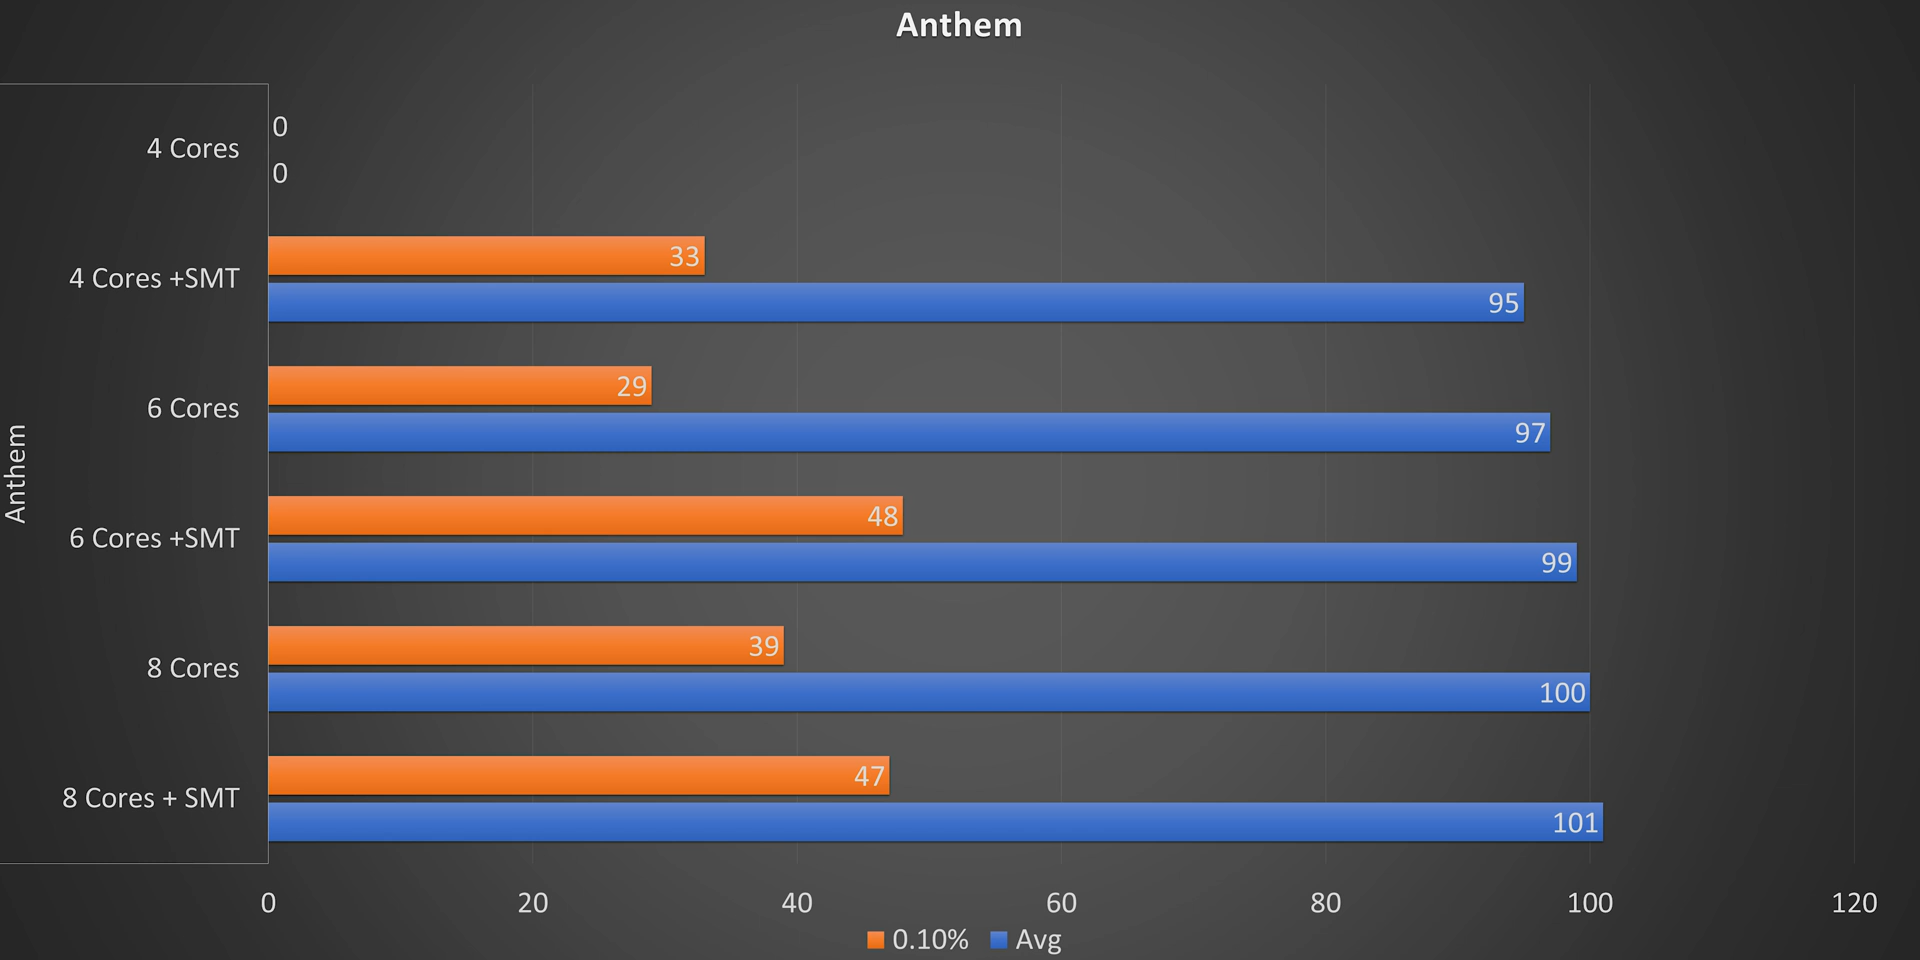 Anthem
4 Cores
0
0
4 Cores +SMT
33
95
6 Cores
29
97
Anthem
6 Cores +SMT
48
99
8 Cores
39
100
8 Cores + SMT
47
101
0 20 40 60 80 100 120
0.10% Avg